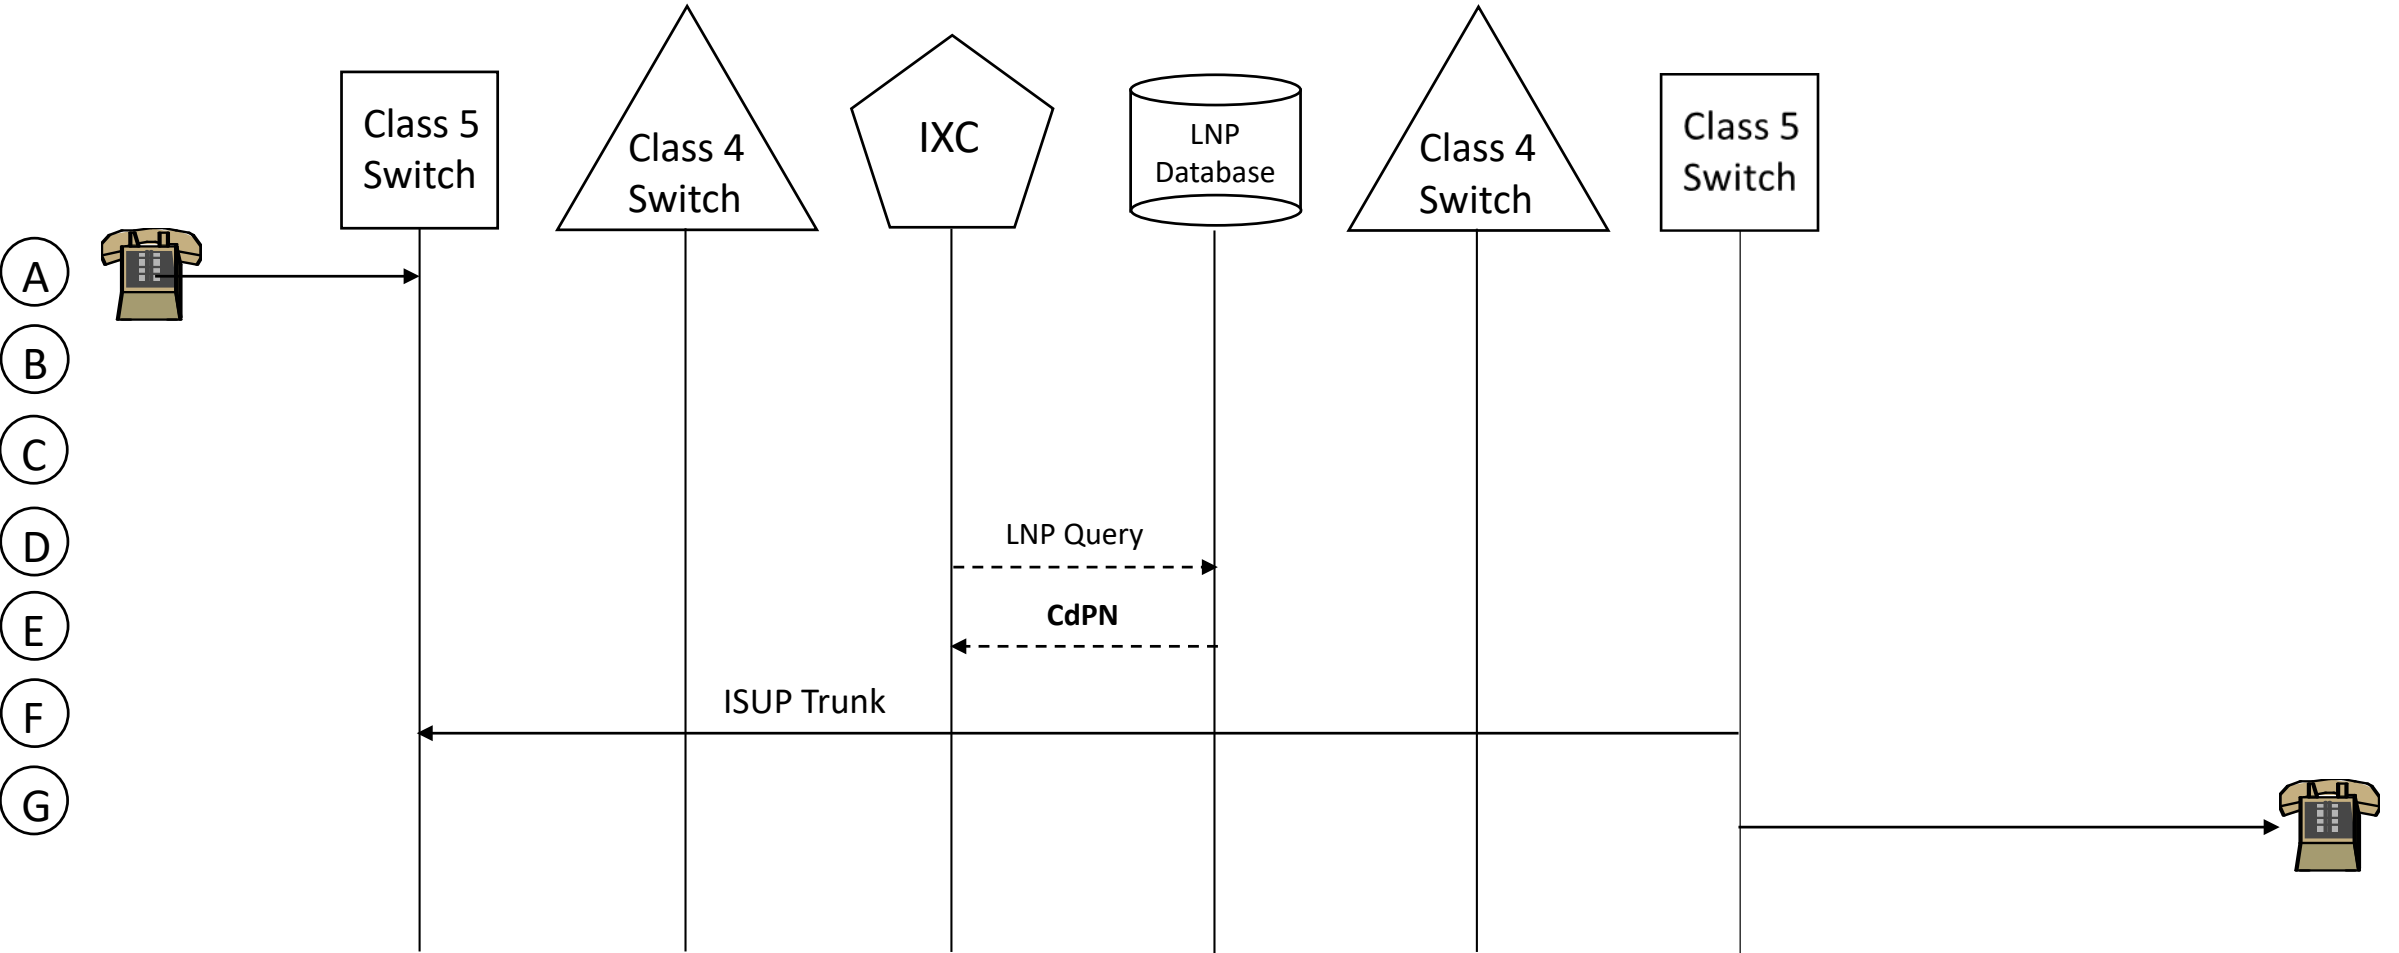 Class 5
Switch
Class 4
Switch
IXC
LNP
Database
Class 4
Switch
Class 5
Switch
A
B
C
D
LNP Query
E
CdPN
F
ISUP Trunk
G